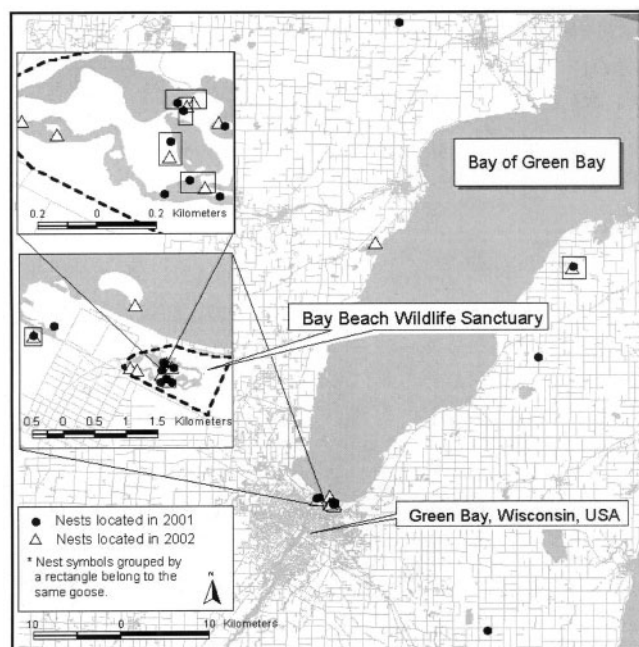 0.2 0 0.2 Kilometers
Bay of Green Bay
Bay Beach Wildlife Sanctuary
0.5 0 0.5 1 1.5 Kilometers
Green Bay, Wisconsin, USA
Nests located in 2001
Nests located in 2002
* Nest symbols grouped by
a rectangle belong to the
same goose.
N
10 0 10 Kilometers